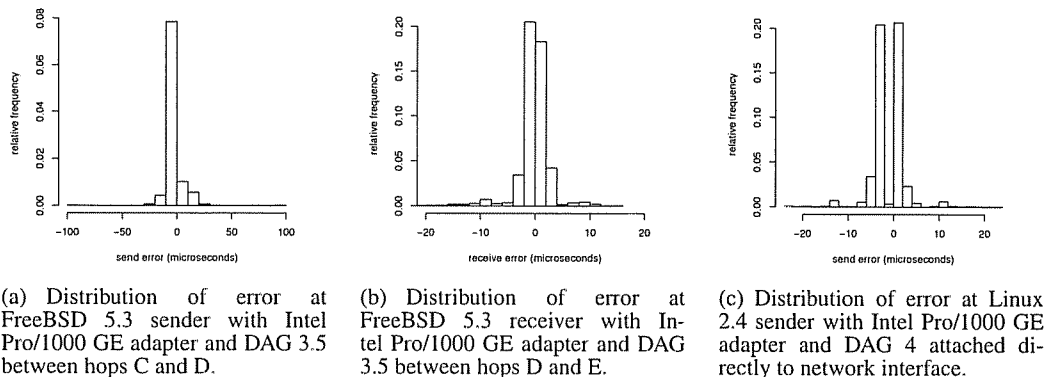 0.08
0.06
0.04
0.02
0.00
relative frequency
-100 -50 0 50 100
send error (microseconds)
0.20
0.15
0.10
0.05
0.00
relative frequency
-20 -10 0 10 20
receive error (microseconds)
0.20
0.15
0.10
0.05
0.00
relative frequency
-20 -10 0 10 20
send error (microseconds)
(a) Distribution of error at
FreeBSD 5.3 sender with Intel
Pro/1000 GE adapter and DAG 3.5
between hops C and D.
(b) Distribution of error at
FreeBSD 5.3 receiver with In-
tel Pro/1000 GE adapter and DAG
3.5 between hops D and E.
(c) Distribution of error at Linux
2.4 sender with Intel Pro/1000 GE
adapter and DAG 4 attached di-
rectly to network interface.